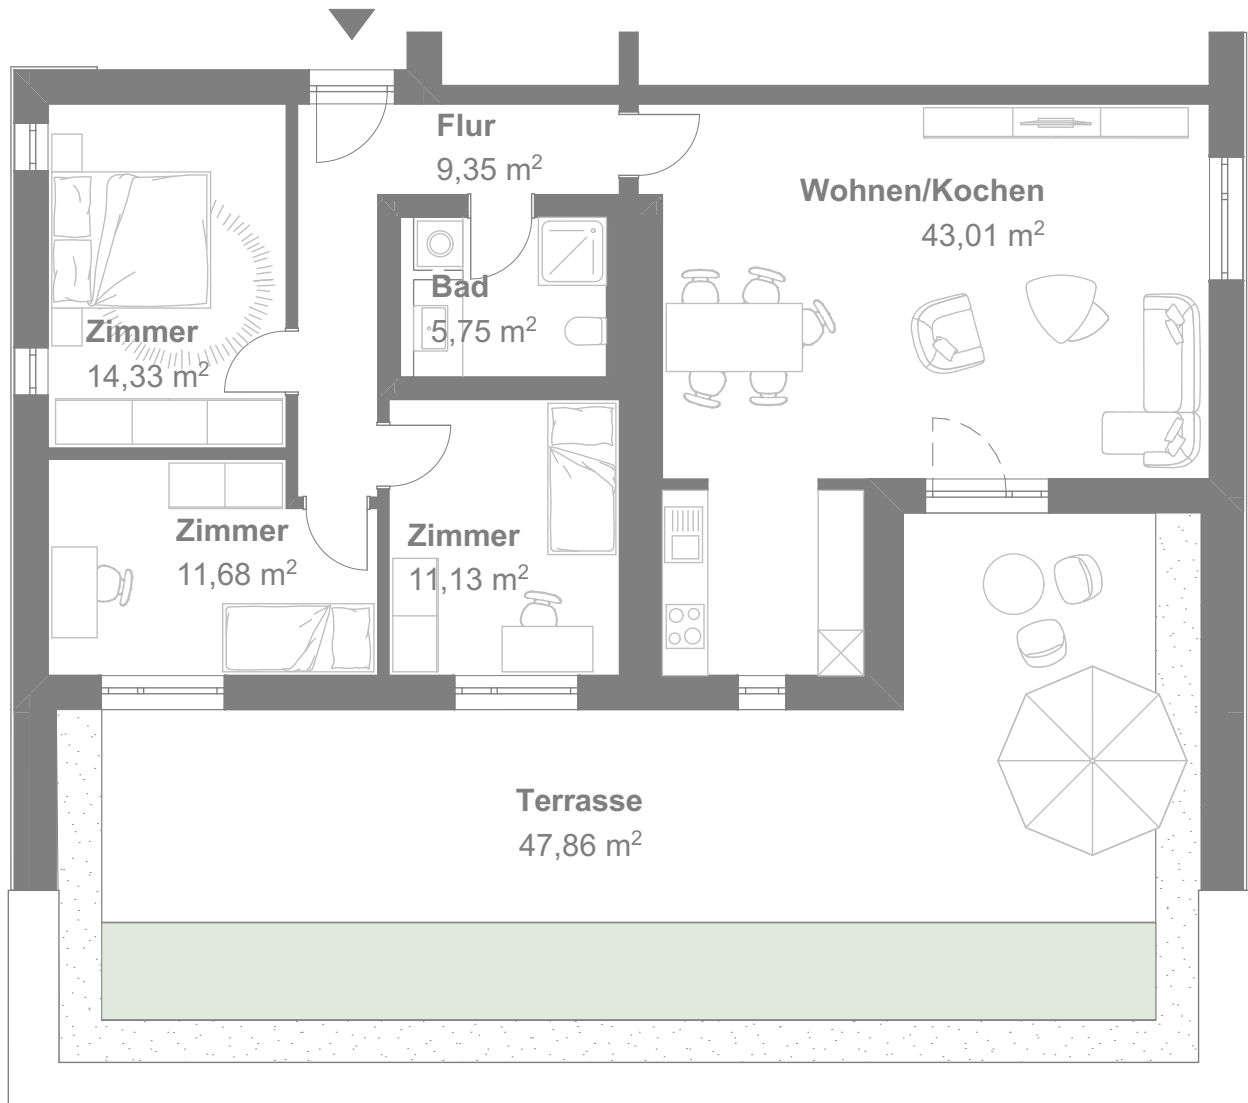 Flur
9,35 m²
Wohnen/Kochen
43,01 m²
Bad
5,75 m²
Zimmer
14,33 m²
Zimmer
11,68 m²
Zimmer
11,13 m²
Terrasse
47,86 m²